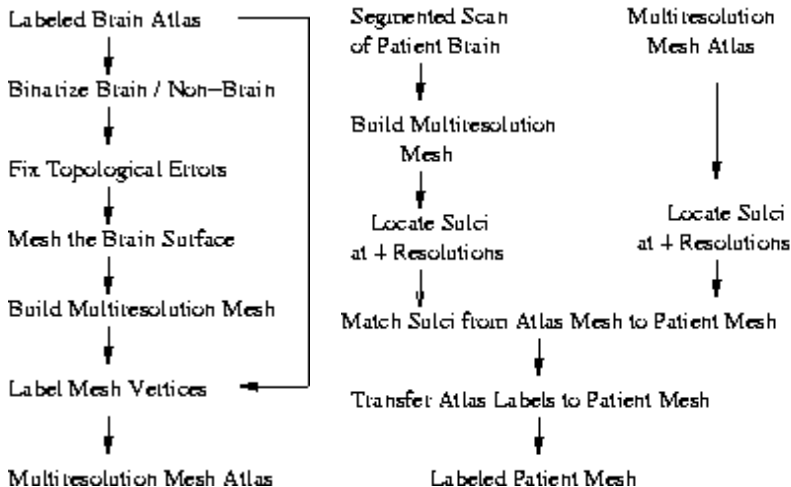 Labeled Brain Atlas
Binarize Brain / Non-Brain
Fix Topological Errors
Mesh the Brain Surface
Build Multiresolution Mesh
Label Mesh Vertices
Multiresolution Mesh Atlas
Segmented Scan
of Patient Brain
Build Multiresolution
Mesh
Locate Sulci
at 4 Resolutions
Multiresolution
Mesh Atlas
Locate Sulci
at 4 Resolutions
Match Sulci from Atlas Mesh to Patient Mesh
Transfer Atlas Labels to Patient Mesh
Labeled Patient Mesh